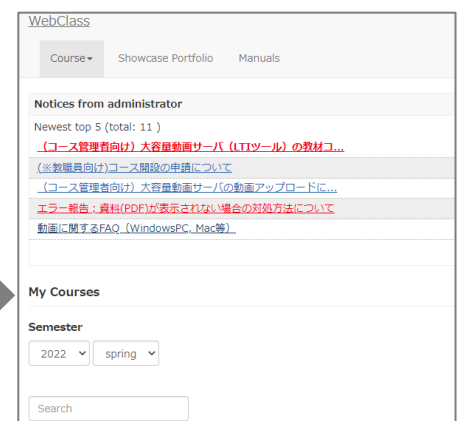 WebClass
Course Showcase Portfolio Manuals
Notices from administrator
Newest top 5 (total: 11 )
（コース管理者向け）大容量動画サーバ（LTIツール）の教材コ...
(※教職員向け)コース開設の申請について
（コース管理者向け）大容量動画サーバの動画アップロードに...
エラー報告；資料(PDF)が表示されない場合の対処方法について
動画に関するFAQ（WindowsPC, Mac等）
My Courses
Semester
2022 spring
Search